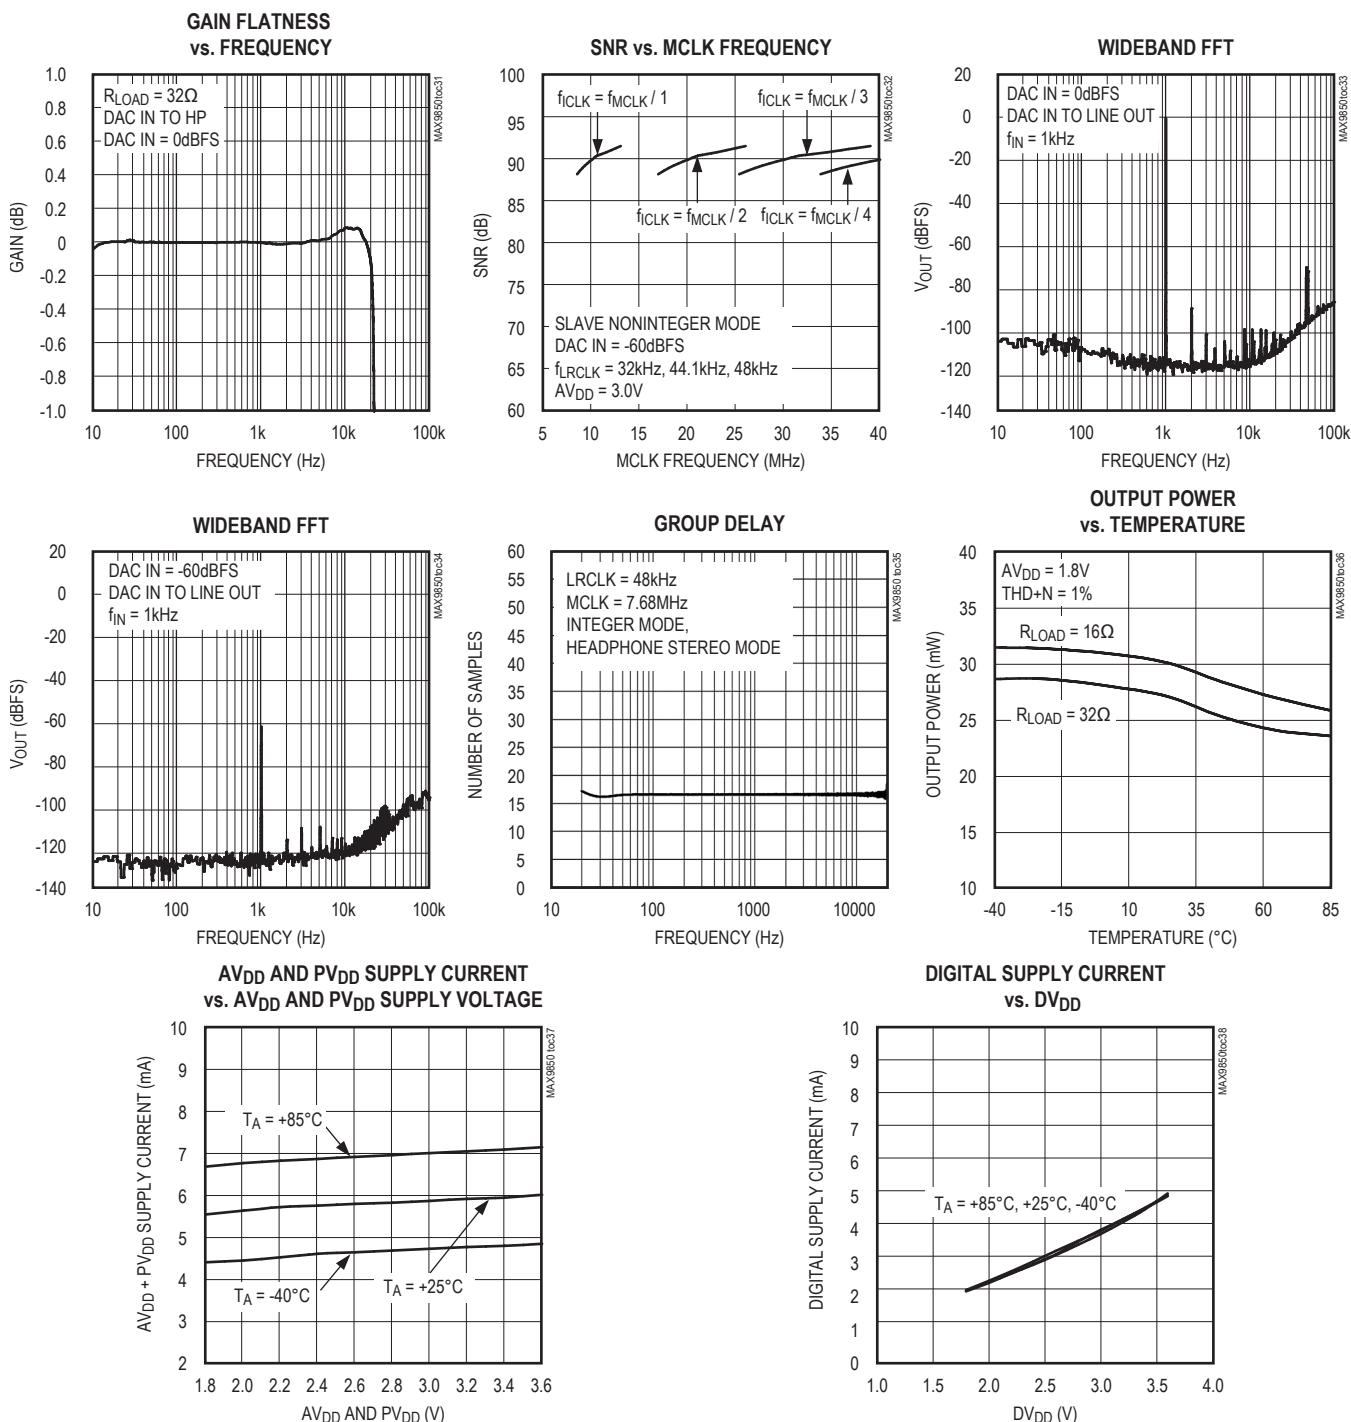 GAIN FLATNESS
vs. FREQUENCY
1.0
0.8
0.6
0.4
0.2
0
-0.2
-0.4
-0.6
-0.8
-1.0
GAIN (dB)
RLOAD = 32Ω
DAC IN TO HP
DAC IN = 0dBFS
MAX9850toc31
10 100 1k 10k 100k
FREQUENCY (Hz)
SNR vs. MCLK FREQUENCY
100
95
90
85
80
75
70
65
60
SNR (dB)
fICLK = fMCLK / 1
fICLK = fMCLK / 3
fICLK = fMCLK / 2
fICLK = fMCLK / 4
SLAVE NONINTEGER MODE
DAC IN = -60dBFS
fLRCLK = 32kHz, 44.1kHz, 48kHz
AVDD = 3.0V
MAX9850toc32
5 10 15 20 25 30 35 40
MCLK FREQUENCY (MHz)
WIDEBAND FFT
20
0
-20
-40
-60
-80
-100
-120
-140
VOUT (dBFS)
DAC IN = 0dBFS
DAC IN TO LINE OUT
fIN = 1kHz
MAX9850toc33
10 100 1k 10k 100k
FREQUENCY (Hz)
WIDEBAND FFT
20
0
-20
-40
-60
-80
-100
-120
-140
VOUT (dBFS)
DAC IN = -60dBFS
DAC IN TO LINE OUT
fIN = 1kHz
MAX9850toc34
10 100 1k 10k 100k
FREQUENCY (Hz)
GROUP DELAY
60
55
50
45
40
35
30
25
20
15
10
5
0
NUMBER OF SAMPLES
LRCLK = 48kHz
MCLK = 7.68MHz
INTEGER MODE,
HEADPHONE STEREO MODE
MAX9850 toc35
10 100 1000 10000
FREQUENCY (Hz)
OUTPUT POWER
vs. TEMPERATURE
40
35
30
25
20
15
10
OUTPUT POWER (mW)
AVDD = 1.8V
THD+N = 1%
RLOAD = 16Ω
RLOAD = 32Ω
MAX9850toc36
-40 -15 10 35 60 85
TEMPERATURE (°C)
AVDD AND PVDD SUPPLY CURRENT
vs. AVDD AND PVDD SUPPLY VOLTAGE
10
9
8
7
6
5
4
3
2
AVDD + PVDD SUPPLY CURRENT (mA)
TA = +85°C
TA = -40°C
TA = +25°C
MAX9850 toc37
1.8 2.0 2.2 2.4 2.6 2.8 3.0 3.2 3.4 3.6
AVDD AND PVDD (V)
DIGITAL SUPPLY CURRENT
vs. DVDD
10
9
8
7
6
5
4
3
2
1
0
DIGITAL SUPPLY CURRENT (mA)
TA = +85°C, +25°C, -40°C
MAX9850toc38
1.0 1.5 2.0 2.5 3.0 3.5 4.0
DVDD (V)